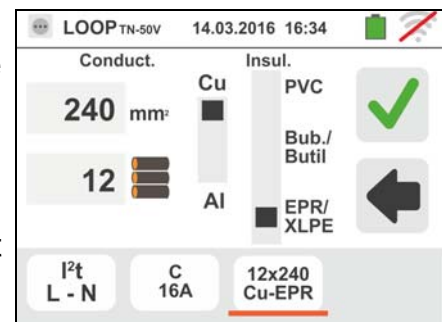 LOOP TN-50V 14.03.2016 16:34
Conduct. Insul.
Cu PVC
240 mm²
Bub./
Butil
12
Al EPR/
XLPE
I²t
L - N
C
16A
12x240
Cu-EPR